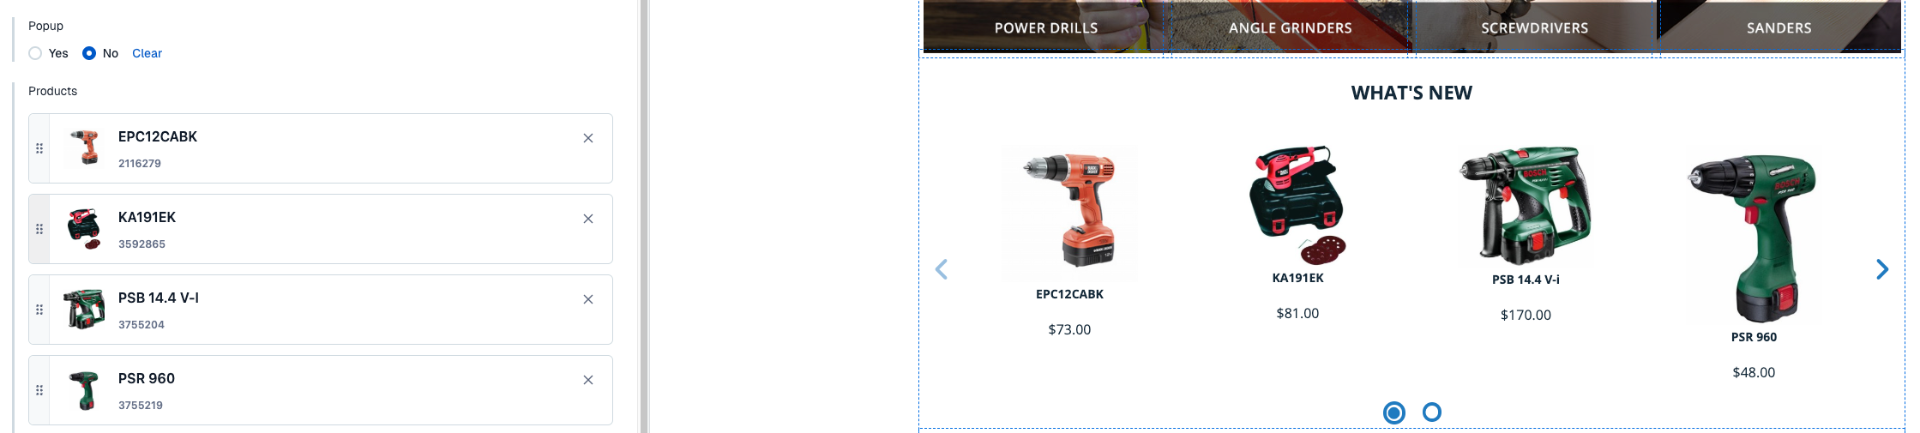 Popup
Yes No Clear
Products
EPC12CABK
2116279
KA191EK
3592865
PSB 14.4 V-I
3755204
PSR 960
3755219
POWER DRILLS
ANGLE GRINDERS
SCREWDRIVERS
SANDERS
WHAT'S NEW
EPC12CABK
$73.00
KA191EK
$81.00
BOSCH
PSB 14.4 V-i
$170.00
BOSCH
PSR 960
$48.00